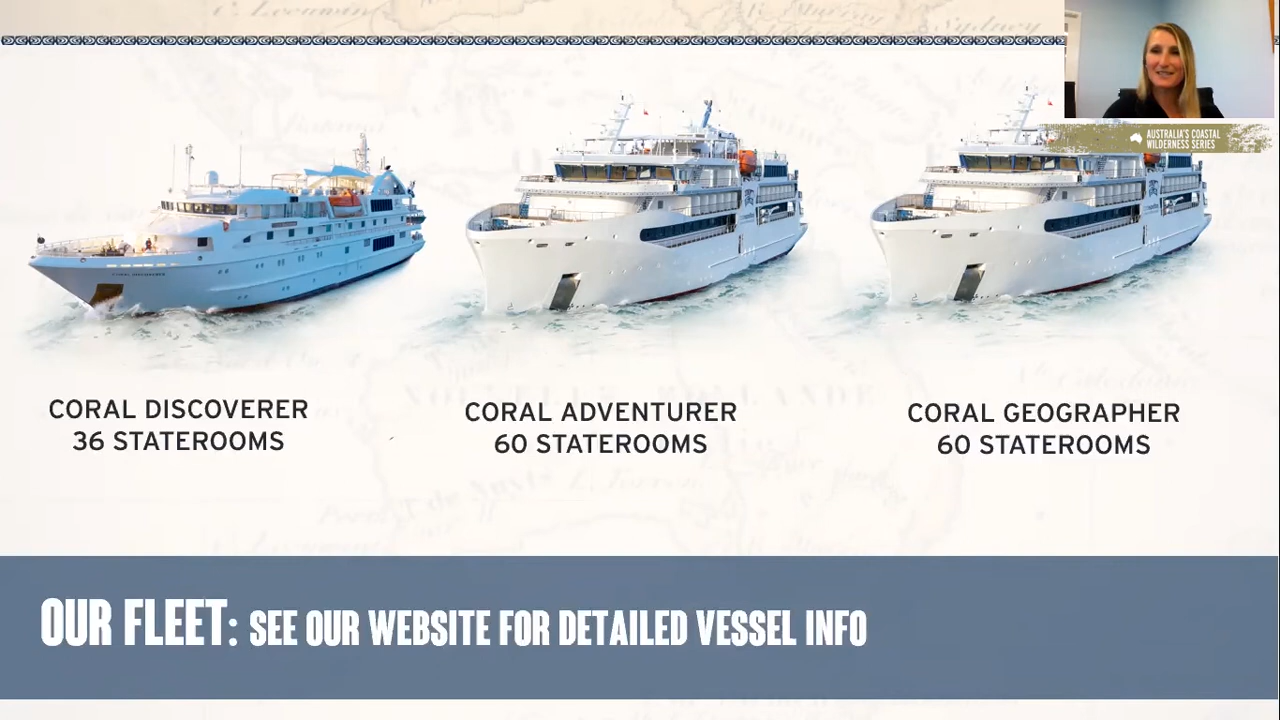 AUSTRALIA'S COASTAL
WILDERNESS SERIES
CORAL DISCOVERER
36 STATEROOMS
CORAL ADVENTURER
60 STATEROOMS
CORAL GEOGRAPHER
60 STATEROOMS
OUR FLEET: SEE OUR WEBSITE FOR DETAILED VESSEL INFO